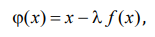 φ(x) = x − λ f(x),